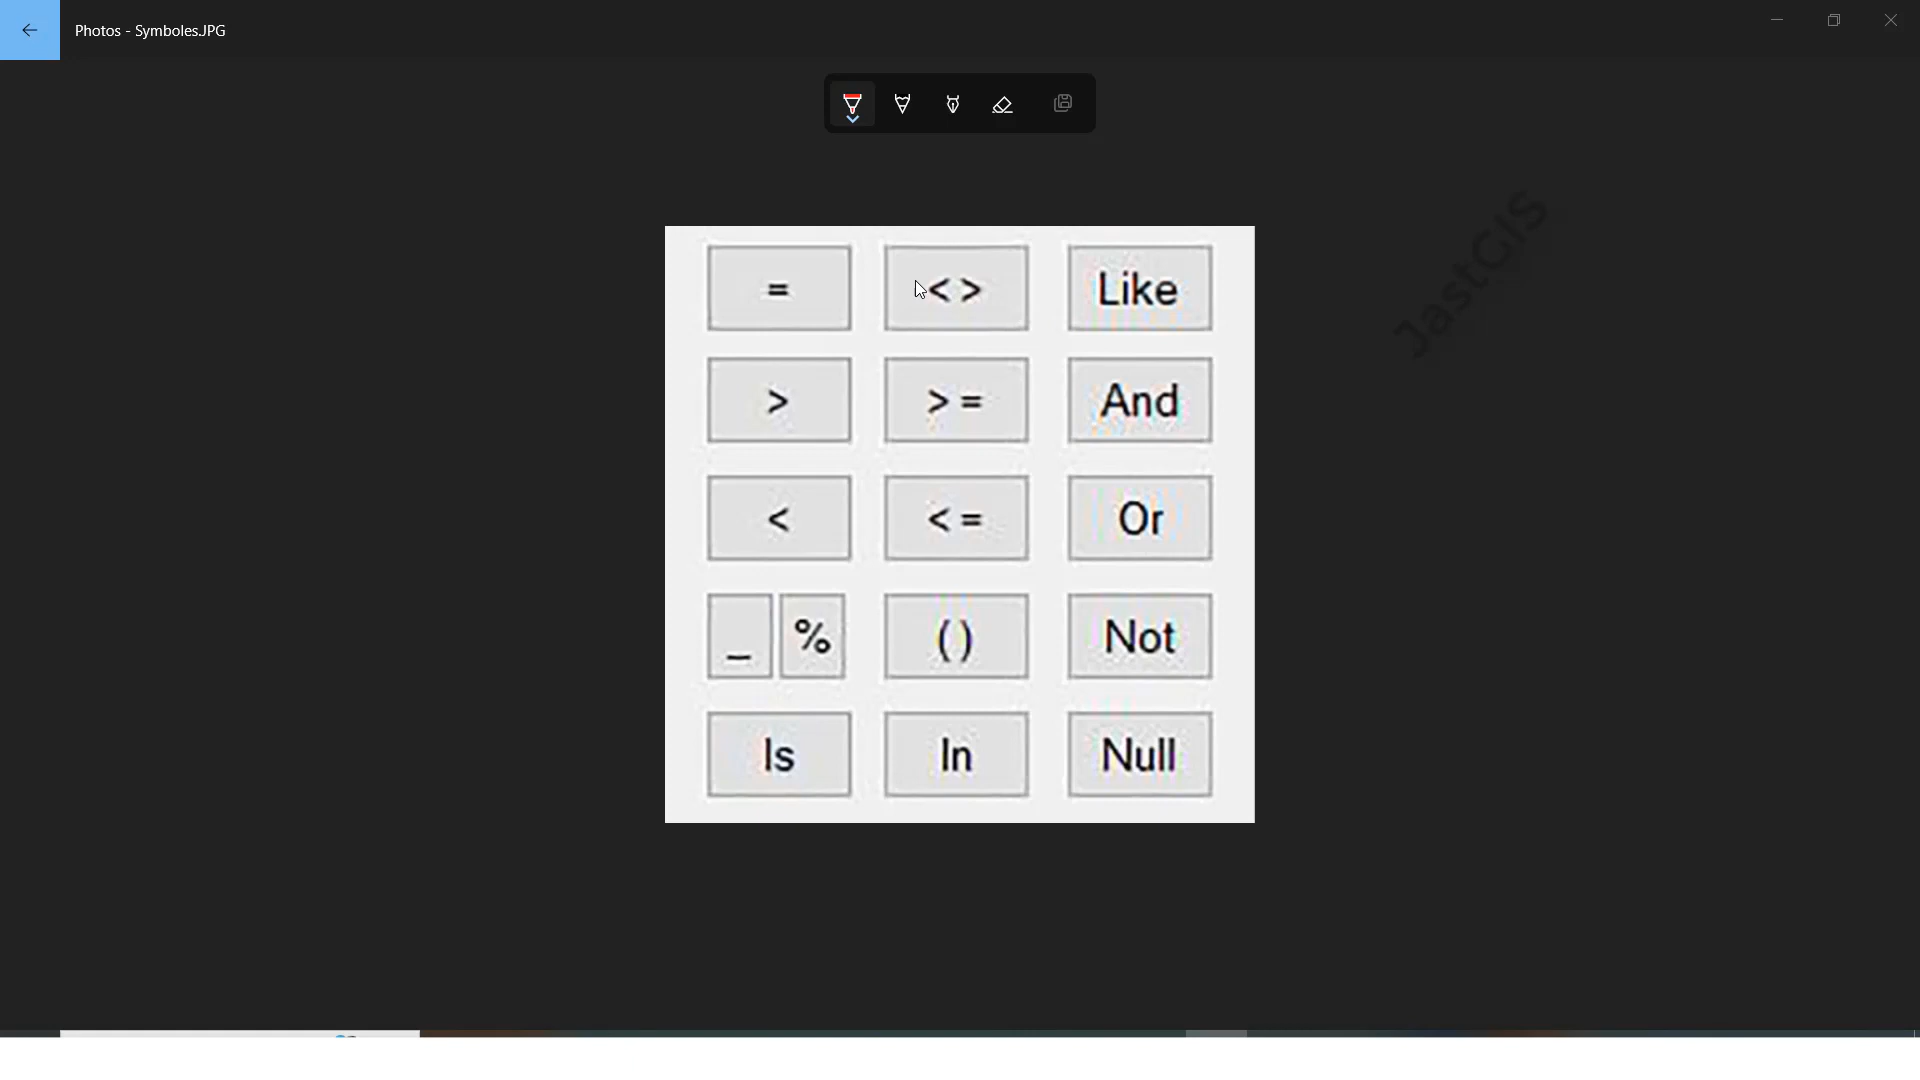 Photos - Symboles.JPG
JastGIS
= <> Like
> >= And
< <= Or
_ % () Not
Is In Null